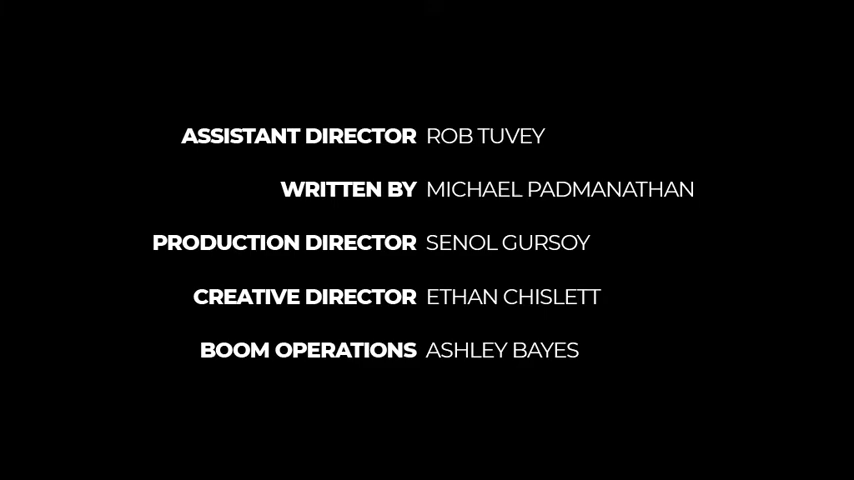 ASSISTANT DIRECTOR ROB TUVEY
WRITTEN BY MICHAEL PADMANATHAN
PRODUCTION DIRECTOR SENOL GURSOY
CREATIVE DIRECTOR ETHAN CHISLETT
BOOM OPERATIONS ASHLEY BAYES